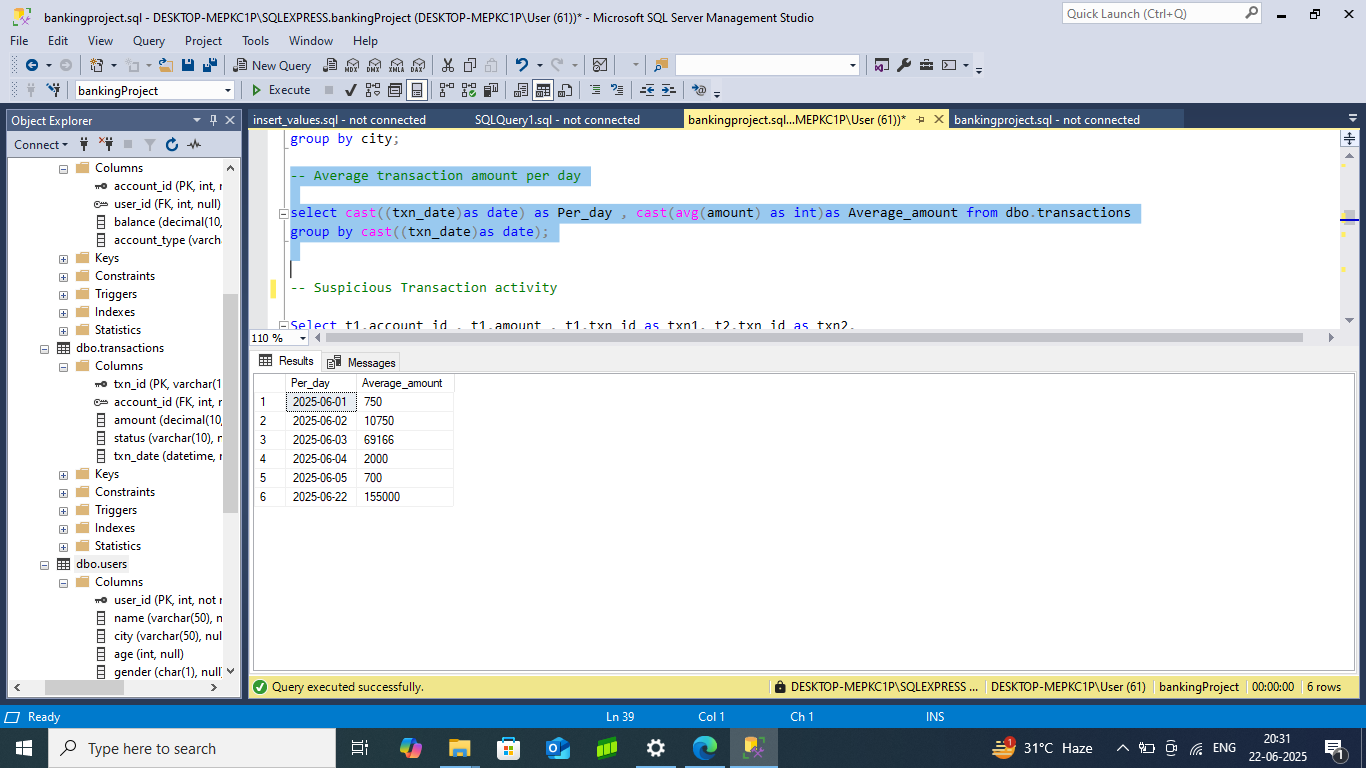 bankingproject.sql - DESKTOP-MEPKC1P\SQLEXPRESS.bankingProject (DESKTOP-MEPKC1P\User (61))* - Microsoft SQL Server Management Studio
Quick Launch (Ctrl+Q)
File Edit View Query Project Tools Window Help
New Query MDX DMX XMLA DAX
bankingProject Execute
Object Explorer
insert_values.sql - not connected SQLQuery1.sql - not connected bankingproject.sql...MEPKC1P\User (61))* bankingproject.sql - not connected
Connect
Columns
account_id (PK, int, r
user_id (FK, int, null)
balance (decimal(10,
account_type (varcha
Keys
Constraints
Triggers
Indexes
Statistics
dbo.transactions
Columns
txn_id (PK, varchar(1
account_id (FK, int, r
amount (decimal(10,
status (varchar(10), n
txn_date (datetime, r
Keys
Constraints
Triggers
Indexes
Statistics
dbo.users
Columns
user_id (PK, int, not r
name (varchar(50), n
city (varchar(50), nul
age (int, null)
gender (char(1), null)
group by city;
-- Average transaction amount per day
select cast((txn_date)as date) as Per_day , cast(avg(amount) as int)as Average_amount from dbo.transactions
group by cast((txn_date)as date);
-- Suspicious Transaction activity
Select t1.account_id , t1.amount , t1.txn_id as txn1, t2.txn_id as txn2,
110 %
Results Messages
Per_day Average_amount
1 2025-06-01 750
2 2025-06-02 10750
3 2025-06-03 69166
4 2025-06-04 2000
5 2025-06-05 700
6 2025-06-22 155000
Query executed successfully. DESKTOP-MEPKC1P\SQLEXPRESS ... DESKTOP-MEPKC1P\User (61) bankingProject 00:00:00 6 rows
Ready Ln 39 Col 1 Ch 1 INS
Type here to search
1 31°C Haze ENG 20:31
22-06-2025
1